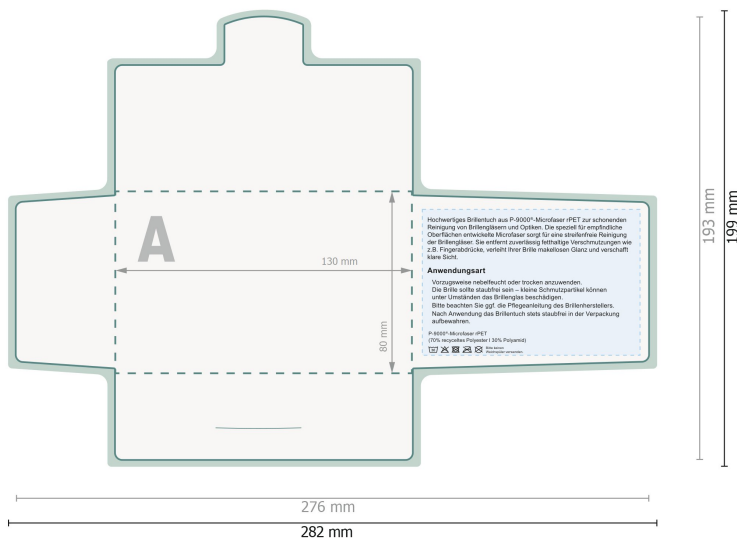 A
130 mm
80 mm
Hochwertiges Brillentuch aus P-9000®-Microfaser rPET zur schonenden
Reinigung von Brillengläsern und Optiken. Die speziell für empfindliche
Oberflächen entwickelte Microfaser sorgt für eine streifenfreie Reinigung
der Brillengläser. Sie entfernt zuverlässig fetthaltige Verschmutzungen wie
z.B. Fingerabdrücke, verleiht Ihrer Brille makellosen Glanz und verschafft
klare Sicht.
Anwendungsart
Vorzugsweise nebelfeucht oder trocken anzuwenden.
Die Brille sollte staubfrei sein – kleine Schmutzpartikel können
unter Umständen das Brillenglas beschädigen.
Bitte beachten Sie ggf. die Pflegeanleitung des Brillenherstellers.
Nach Anwendung das Brillentuch stets staubfrei in der Verpackung
aufbewahren.
P-9000®-Microfaser rPET
(70% recyceltes Polyester I 30% Polyamid)
Bitte keinen
Weichspüler verwenden.
193 mm
199 mm
276 mm
282 mm